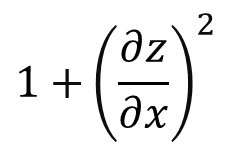 1 + (∂z/∂x)²